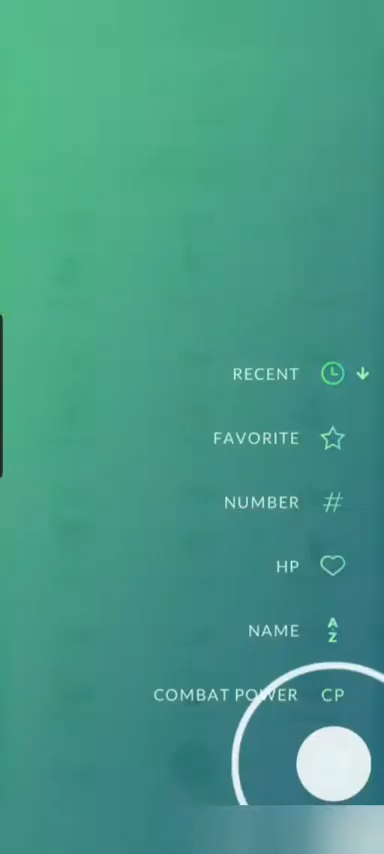 RECENT
FAVORITE
NUMBER #
HP
NAME A Z
COMBAT POWER CP